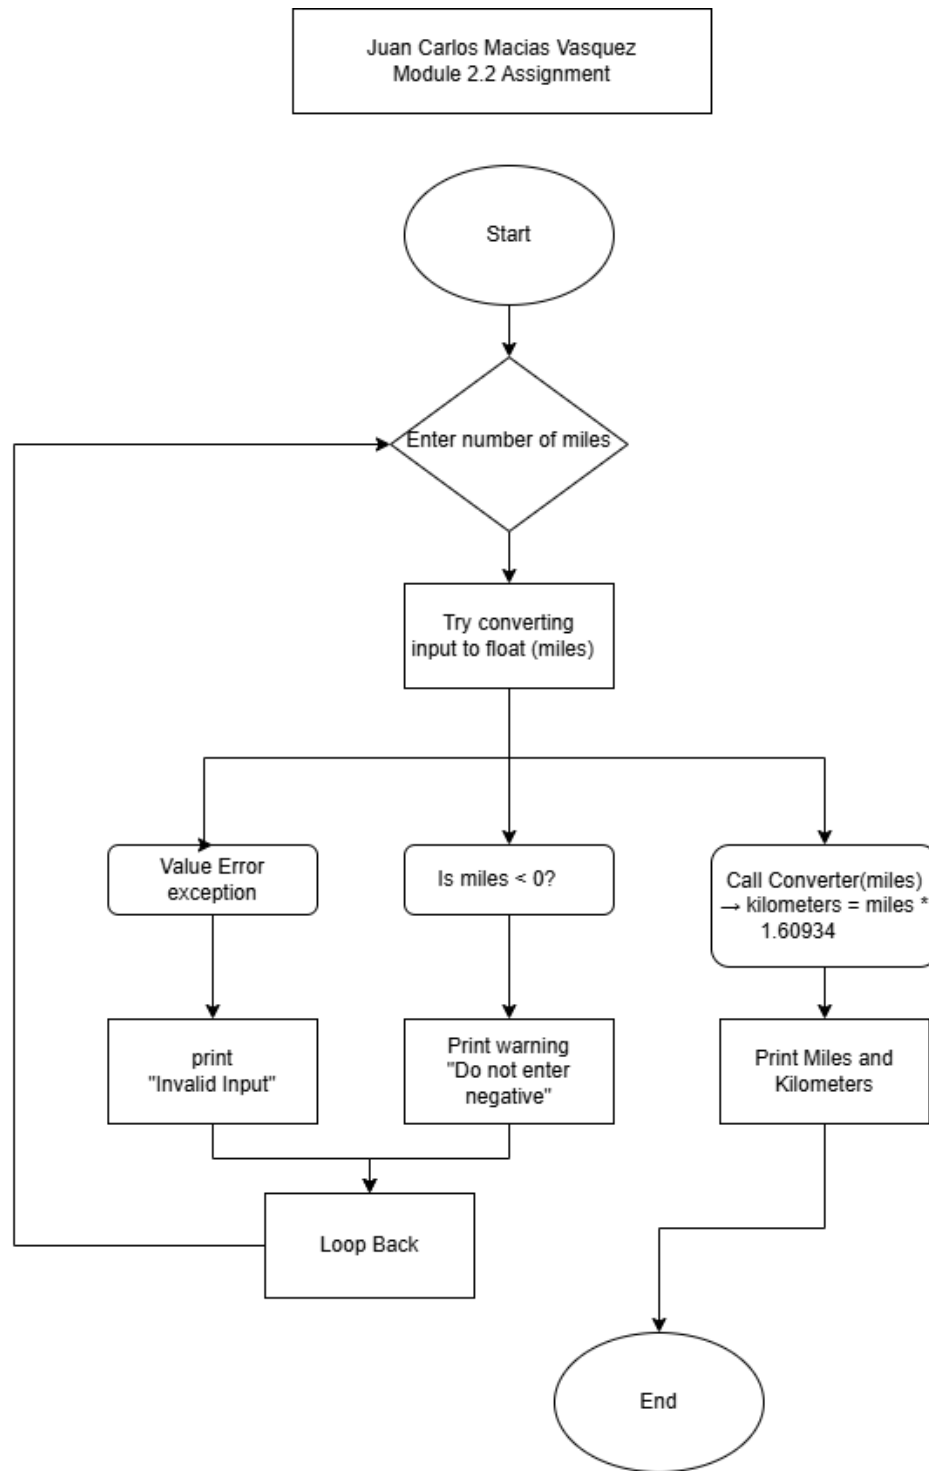 Juan Carlos Macias Vasquez
Module 2.2 Assignment
Start
Enter number of miles
Try converting
input to float (miles)
Value Error
exception
Is miles < 0?
Call Converter(miles)
→ kilometers = miles *
1.60934
print
"Invalid Input"
Print warning
"Do not enter
negative"
Print Miles and
Kilometers
Loop Back
End